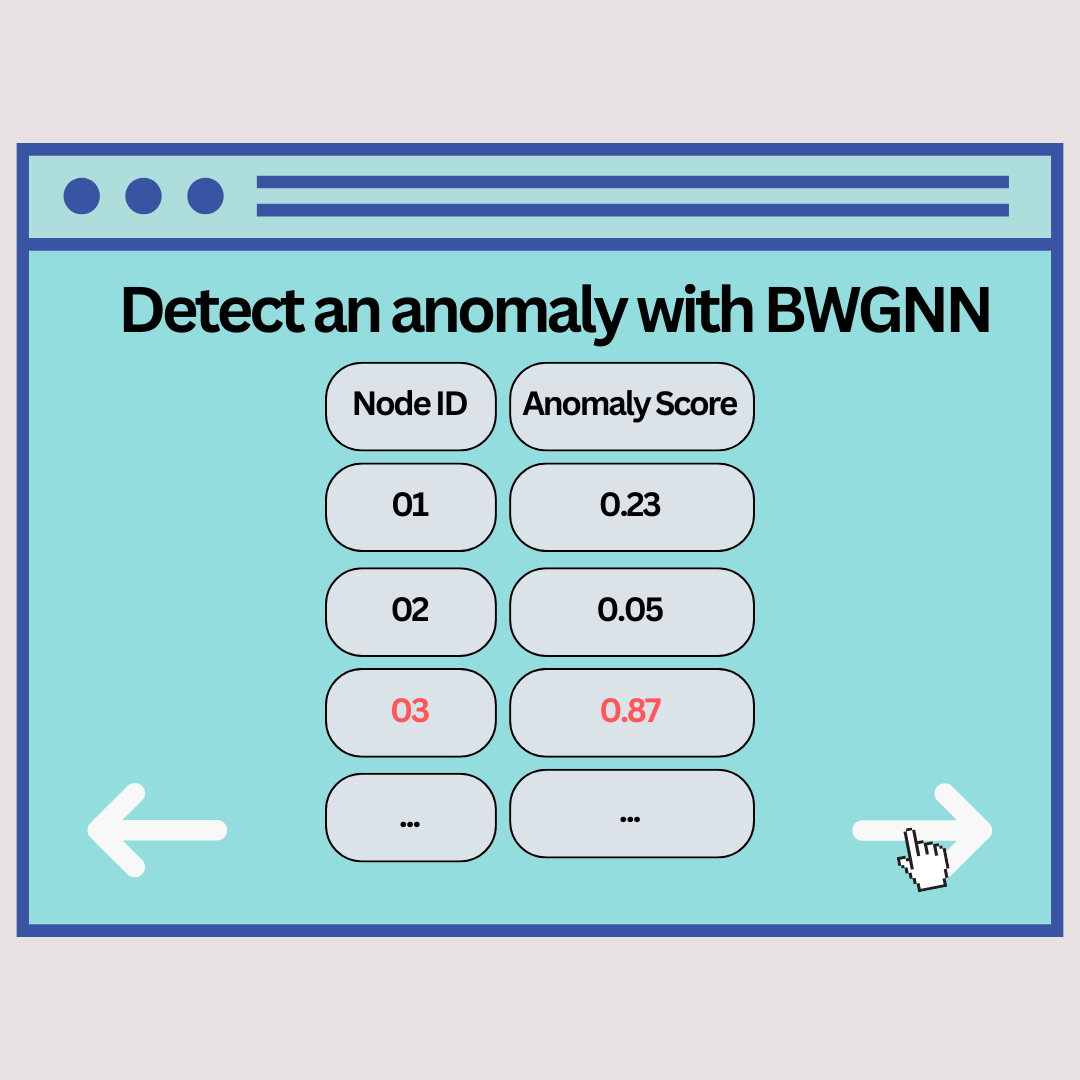 Detect an anomaly with BWGNN
Node ID Anomaly Score
01 0.23
02 0.05
03 0.87
... ...